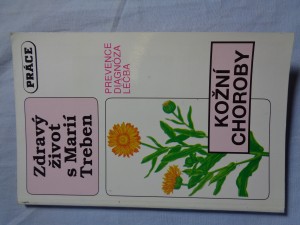 PRÁCE
Zdravý
život
s Marií
Treben
PREVENCE
DIAGNÓZA
LÉČBA
KOŽNÍ
CHOROBY